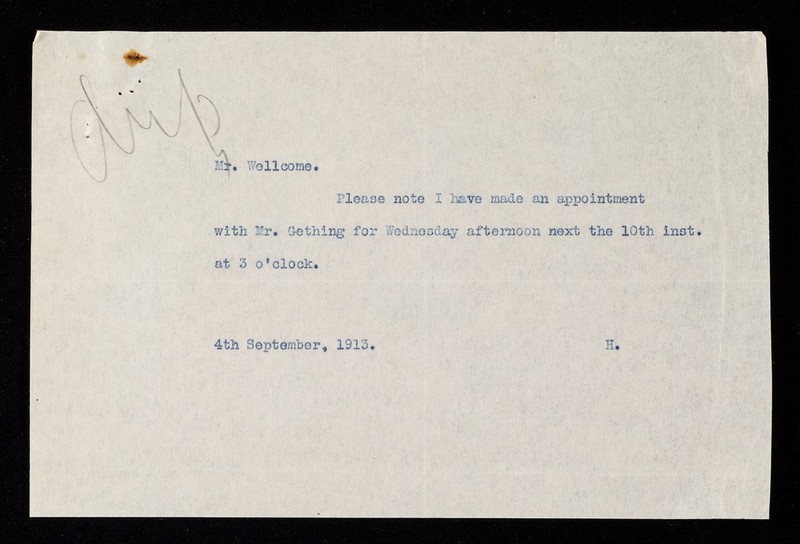 dup
Mr. Wellcome.
Please note I have made an appointment
with Mr. Gething for Wednesday afternoon next the 10th inst.
at 3 o'clock.
4th September, 1913. H.